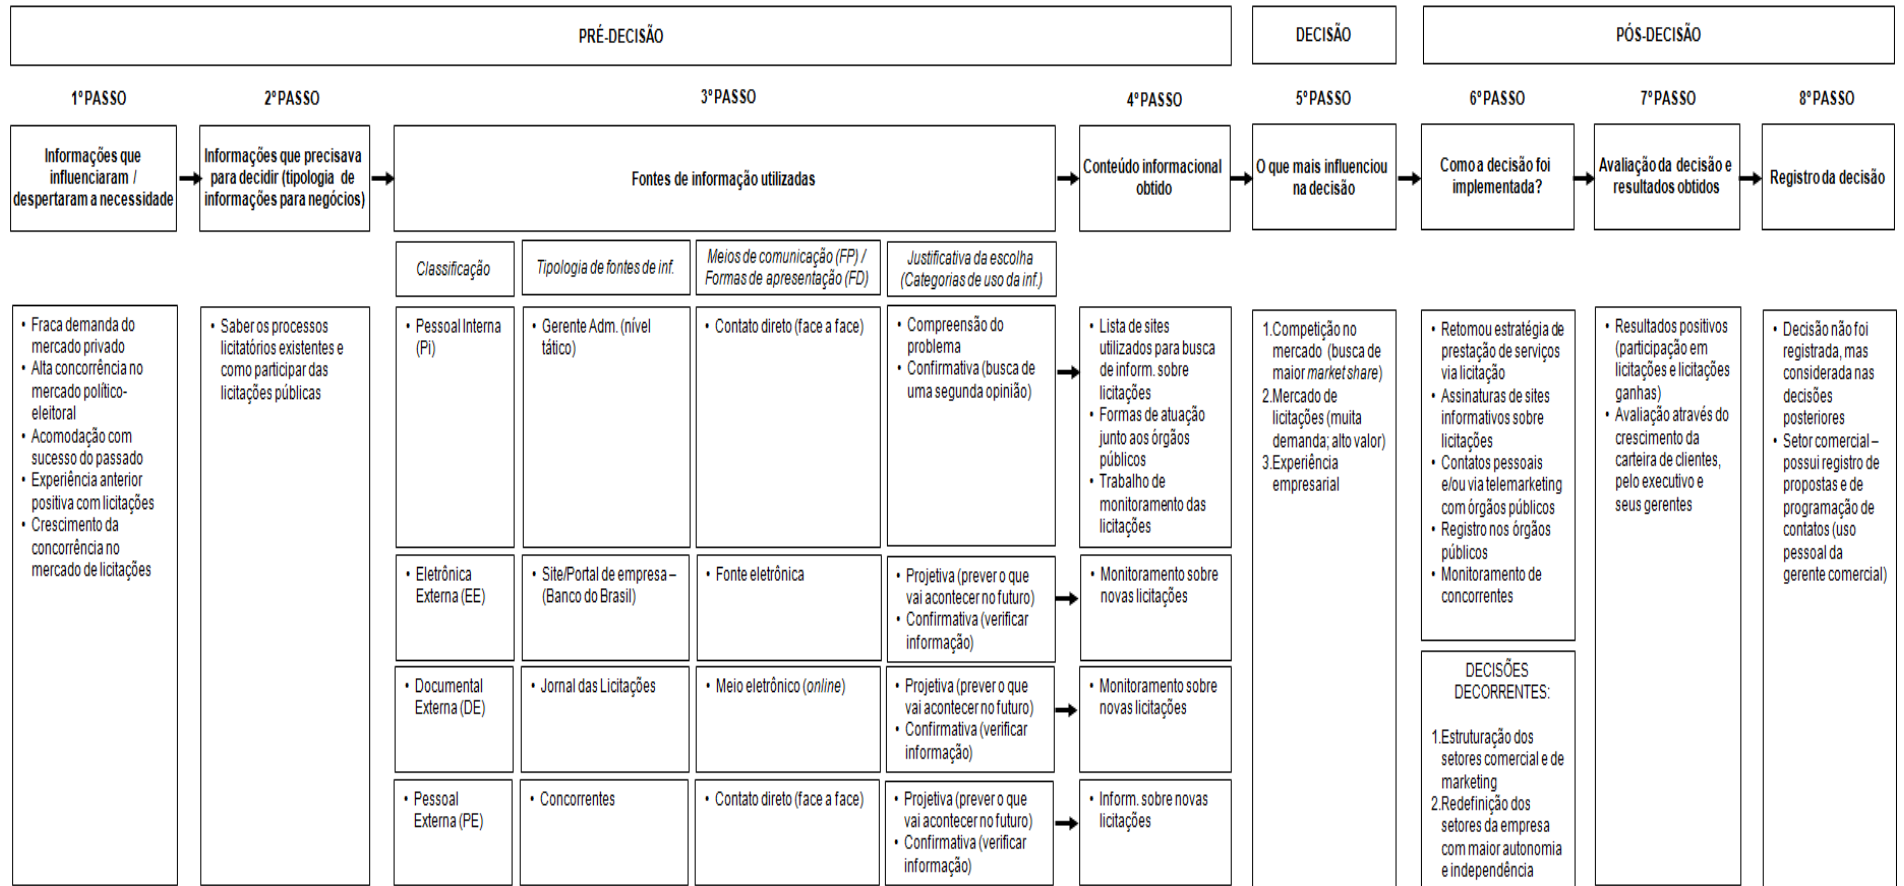 PRÉ-DECISÃO
DECISÃO
PÓS-DECISÃO
1º PASSO
2º PASSO
3º PASSO
4º PASSO
5º PASSO
6º PASSO
7º PASSO
8º PASSO
Informações que
influenciaram /
despertaram a necessidade
Informações que precisava
para decidir (tipologia de
informações para negócios)
Fontes de informação utilizadas
Conteúdo informacional
obtido
O que mais influenciou
na decisão
Como a decisão foi
implementada?
Avaliação da decisão e
resultados obtidos
Registro da decisão
Classificação
Tipologia de fontes de inf.
Meios de comunicação (FP) /
Formas de apresentação (FD)
Justificativa da escolha
(Categorias de uso da inf.)
• Fraca demanda do
mercado privado
• Alta concorrência no
mercado político-
eleitoral
• Acomodação com
sucesso do passado
• Experiência anterior
positiva com licitações
• Crescimento da
concorrência no
mercado de licitações
• Saber os processos
licitatórios existentes e
como participar das
licitações públicas
• Pessoal Interna
(Pi)
• Gerente Adm. (nível
tático)
• Contato direto (face a face)
• Compreensão do
problema
• Confirmativa (busca de
uma segunda opinião)
• Lista de sites
utilizados para busca
de inform. sobre
licitações
• Formas de atuação
junto aos órgãos
públicos
• Trabalho de
monitoramento das
licitações
• Eletrônica
Externa (EE)
• Site/Portal de empresa –
(Banco do Brasil)
• Fonte eletrônica
• Projetiva (prever o que
vai acontecer no futuro)
• Confirmativa (verificar
informação)
• Monitoramento sobre
novas licitações
• Documental
Externa (DE)
• Jornal das Licitações
• Meio eletrônico (online)
• Projetiva (prever o que
vai acontecer no futuro)
• Confirmativa (verificar
informação)
• Monitoramento sobre
novas licitações
• Pessoal
Externa (PE)
• Concorrentes
• Contato direto (face a face)
• Projetiva (prever o que
vai acontecer no futuro)
• Confirmativa (verificar
informação)
• Inform. sobre novas
licitações
1.Competição no
mercado (busca de
maior market share)
2.Mercado de
licitações (muita
demanda; alto valor)
3.Experiência
empresarial
• Retomou estratégia de
prestação de serviços
via licitação
• Assinaturas de sites
informativos sobre
licitações
• Contatos pessoais
e/ou via telemarketing
com órgãos públicos
• Registro nos órgãos
públicos
• Monitoramento de
concorrentes
DECISÕES
DECORRENTES:
1.Estruturação dos
setores comercial e de
marketing
2.Redefinição dos
setores da empresa
com maior autonomia
e independência
• Resultados positivos
(participação em
licitações e licitações
ganhas)
• Avaliação através do
crescimento da
carteira de clientes,
pelo executivo e
seus gerentes
• Decisão não foi
registrada, mas
considerada nas
decisões
posteriores
• Setor comercial –
possui registro de
propostas e de
programação de
contatos (uso
pessoal da
gerente comercial)